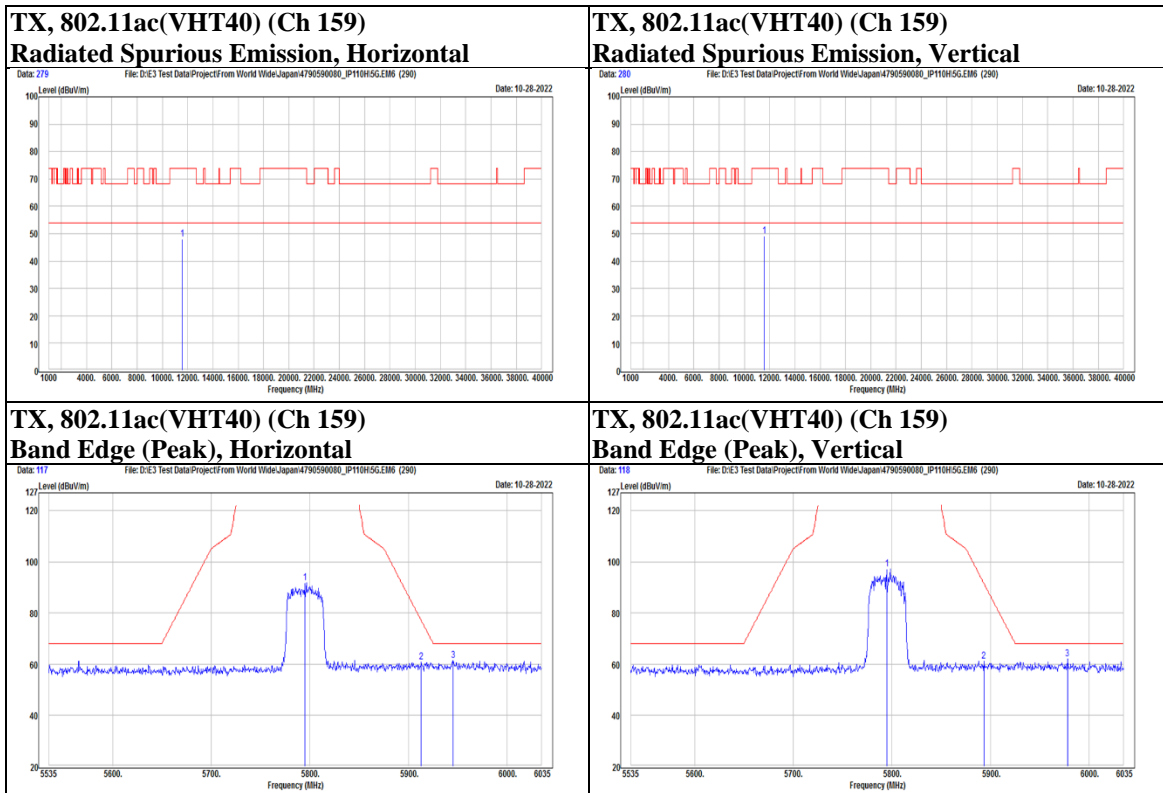 TX, 802.11ac(VHT40) (Ch 159)
Radiated Spurious Emission, Horizontal
Data: 279 File: D:\E3 Test Data\Project\From World Wide\Japan\4790590080_IP110H\5G.EM6 (290)
Level (dBuV/m) Date: 10-28-2022
100
90
80
70
60
50
40
30
20
10
0
1
1000 4000. 6000. 8000. 10000. 12000. 14000. 16000. 18000. 20000. 22000. 24000. 26000. 28000. 30000. 32000. 34000. 36000. 38000. 40000
Frequency (MHz)
TX, 802.11ac(VHT40) (Ch 159)
Radiated Spurious Emission, Vertical
Data: 280 File: D:\E3 Test Data\Project\From World Wide\Japan\4790590080_IP110H\5G.EM6 (290)
Level (dBuV/m) Date: 10-28-2022
100
90
80
70
60
50
40
30
20
10
0
1
1000 4000. 6000. 8000. 10000. 12000. 14000. 16000. 18000. 20000. 22000. 24000. 26000. 28000. 30000. 32000. 34000. 36000. 38000. 40000
Frequency (MHz)
TX, 802.11ac(VHT40) (Ch 159)
Band Edge (Peak), Horizontal
Data: 117 File: D:\E3 Test Data\Project\From World Wide\Japan\4790590080_IP110H\5G.EM6 (290)
127 Level (dBuV/m) Date: 10-28-2022
120
100
80
60
40
20
1
2
3
5535 5600. 5700. 5800. 5900. 6000. 6035
Frequency (MHz)
TX, 802.11ac(VHT40) (Ch 159)
Band Edge (Peak), Vertical
Data: 118 File: D:\E3 Test Data\Project\From World Wide\Japan\4790590080_IP110H\5G.EM6 (290)
127 Level (dBuV/m) Date: 10-28-2022
120
100
80
60
40
20
1
2
3
5535 5600. 5700. 5800. 5900. 6000. 6035
Frequency (MHz)